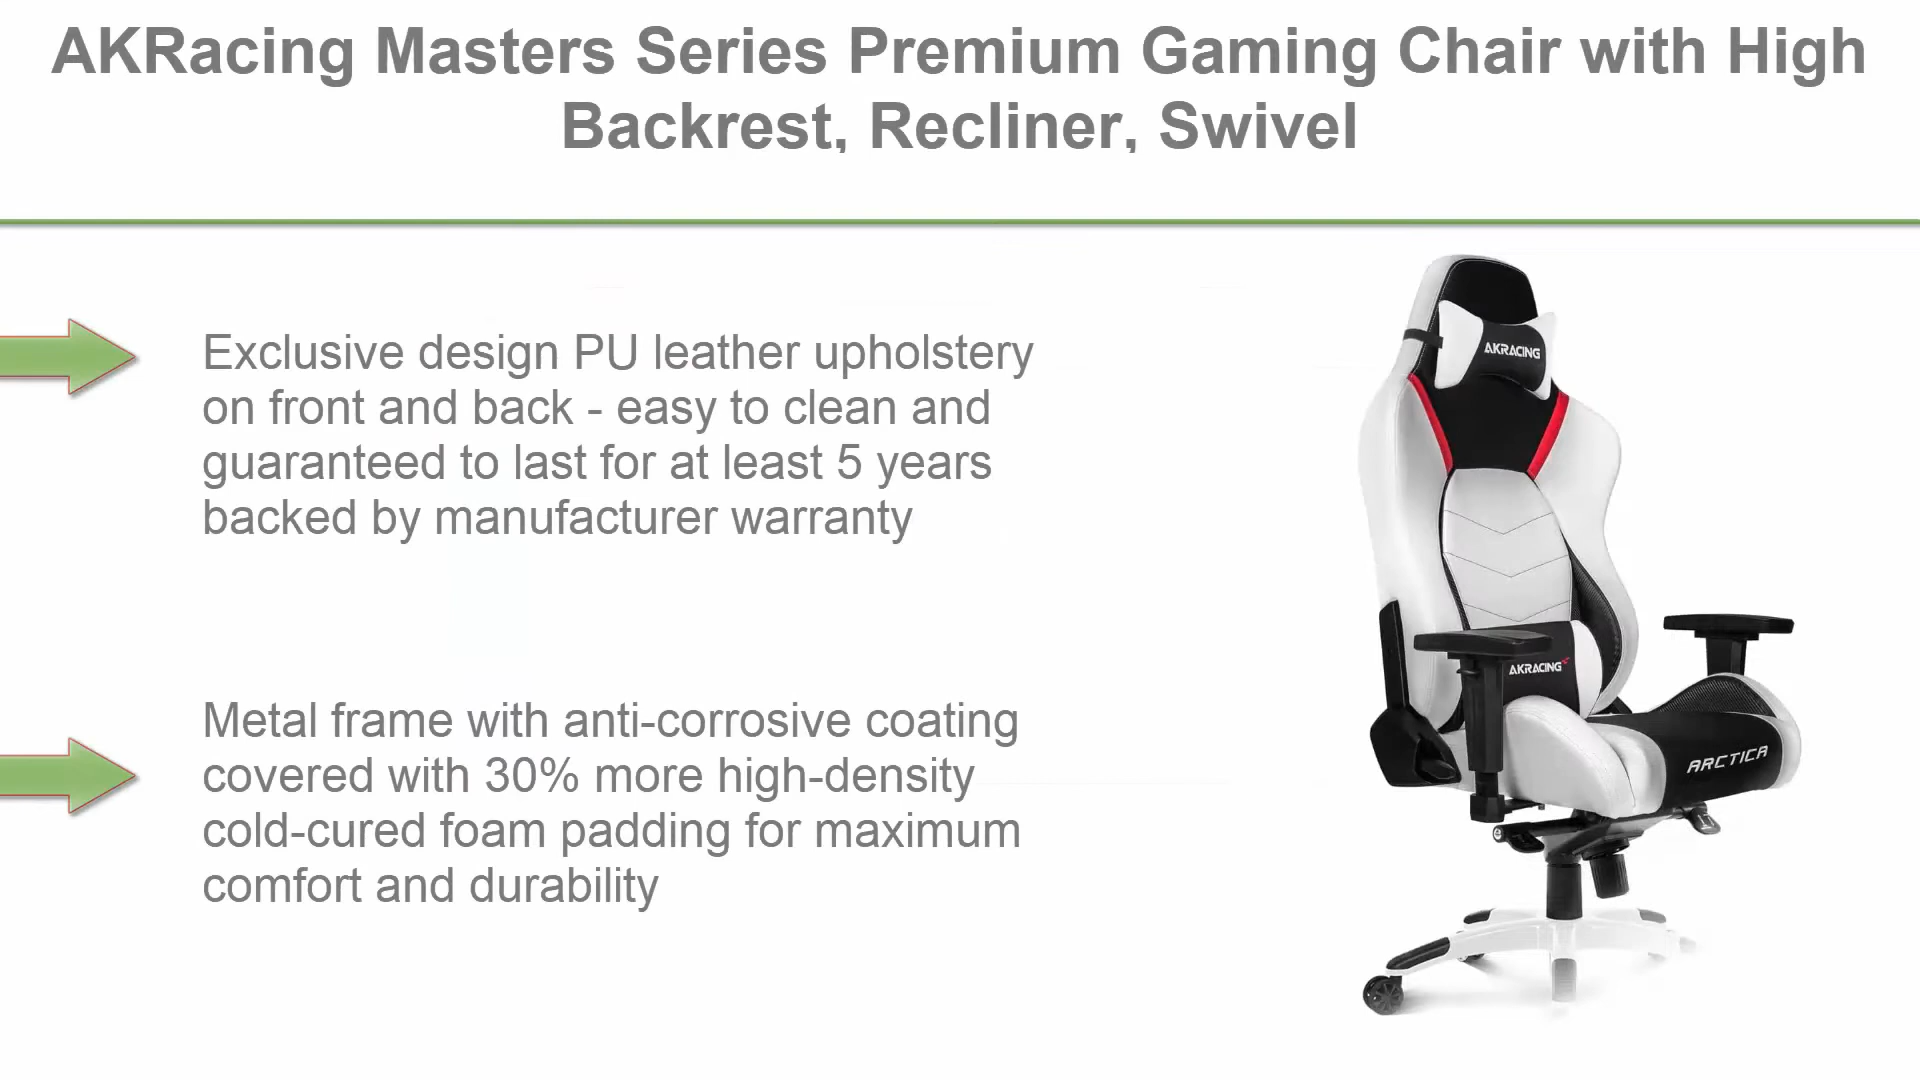 AKRacing Masters Series Premium Gaming Chair with High
Backrest, Recliner, Swivel
Exclusive design PU leather upholstery
on front and back - easy to clean and
guaranteed to last for at least 5 years
backed by manufacturer warranty
Metal frame with anti-corrosive coating
covered with 30% more high-density
cold-cured foam padding for maximum
comfort and durability
AKRACING
AKRACING
ARCTICA